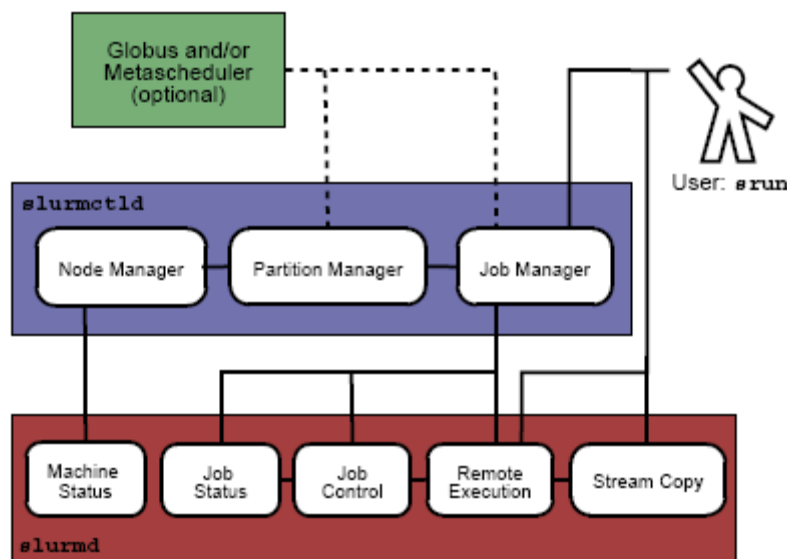 Globus and/or
Metascheduler
(optional)
User: srun
slurmctld
Node Manager
Partition Manager
Job Manager
Machine
Status
Job
Status
Job
Control
Remote
Execution
Stream Copy
slurmd